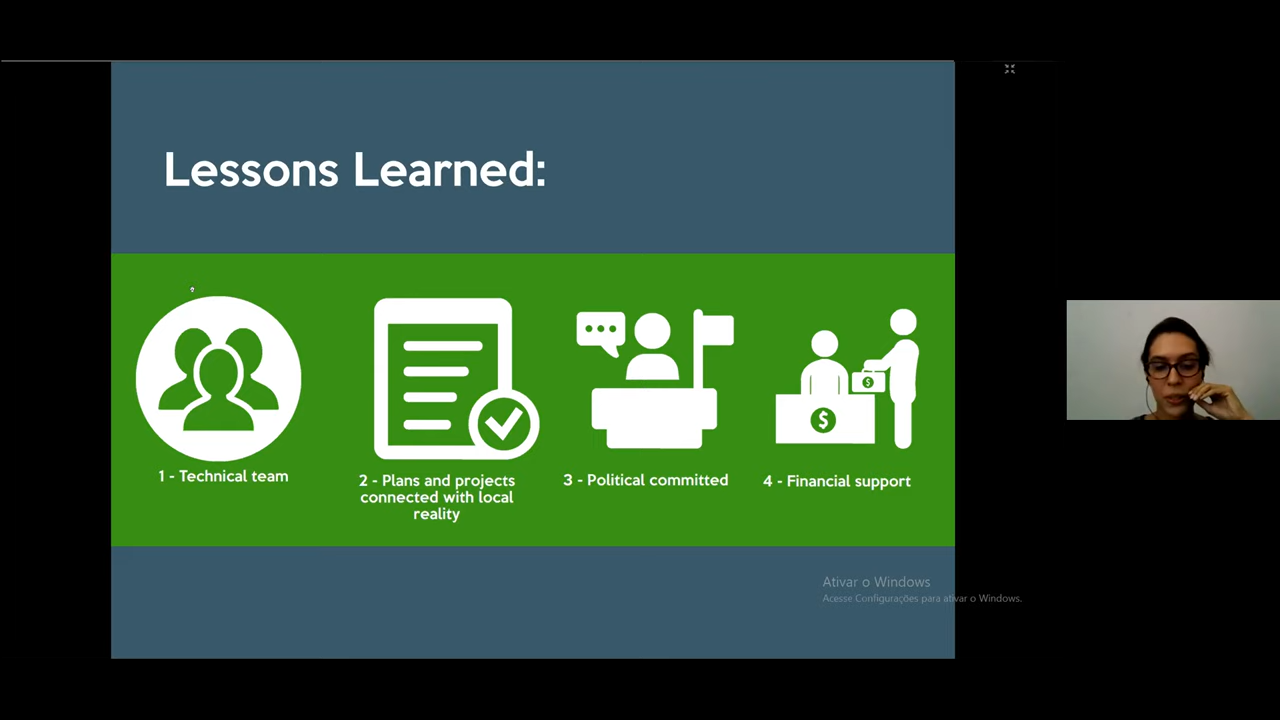 Lessons Learned:
1 - Technical team
2 - Plans and projects
connected with local
reality
3 - Political committed
4 - Financial support
$
$
Ativar o Windows
Acesse Configurações para ativar o Windows.